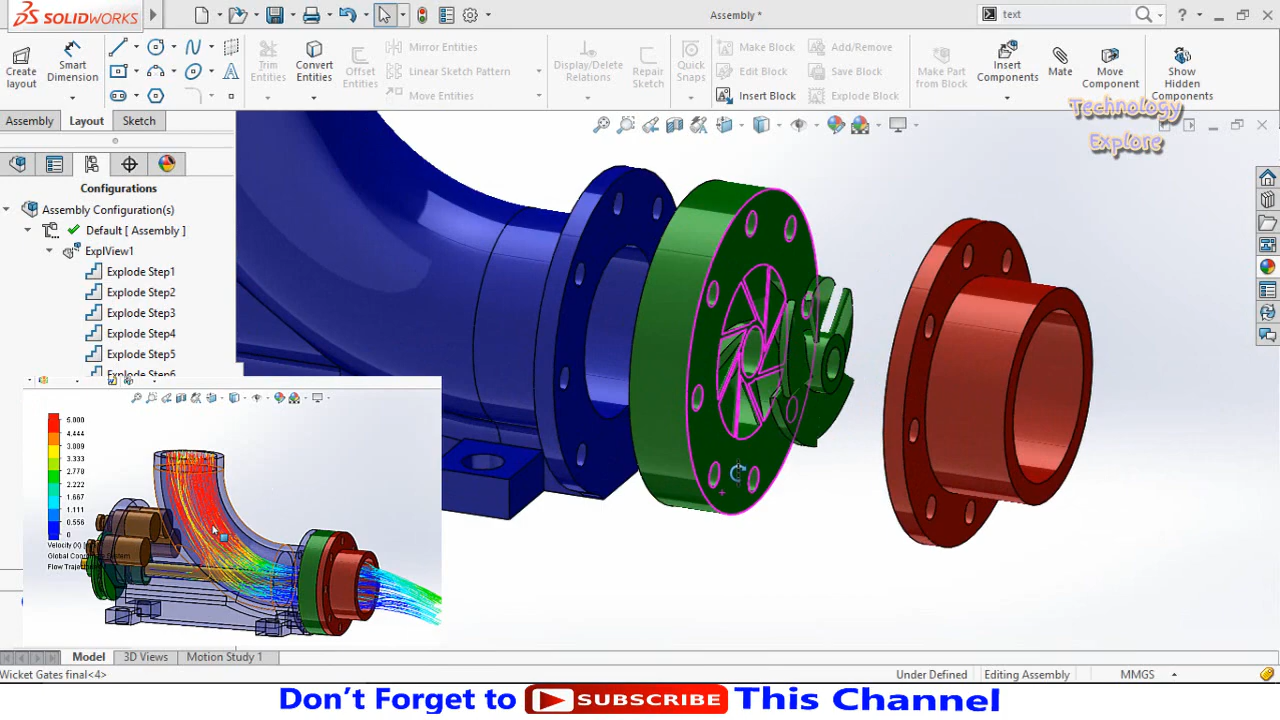 SOLIDWORKS
Assembly *
text
?
Create layout
Smart Dimension
Trim Entities
Convert Entities
Offset Entities
Mirror Entities
Linear Sketch Pattern
Move Entities
Display/Delete Relations
Repair Sketch
Quick Snaps
Make Block
Edit Block
Insert Block
Add/Remove
Save Block
Explode Block
Make Part from Block
Insert Components
Mate
Move Component
Show Hidden Components
Technology
Explore
Assembly
Layout
Sketch
Configurations
Assembly Configuration(s)
Default [ Assembly ]
ExplView1
Explode Step1
Explode Step2
Explode Step3
Explode Step4
Explode Step5
Explode Step6
5.000
4.444
3.889
3.333
2.778
2.222
1.667
1.111
0.556
0
Velocity (X)
Global Coordinate System
Flow Trajectories
Model
3D Views
Motion Study 1
Wicket Gates final<4>
Under Defined
Editing Assembly
MMGS
Don't Forget to SUBSCRIBE This Channel